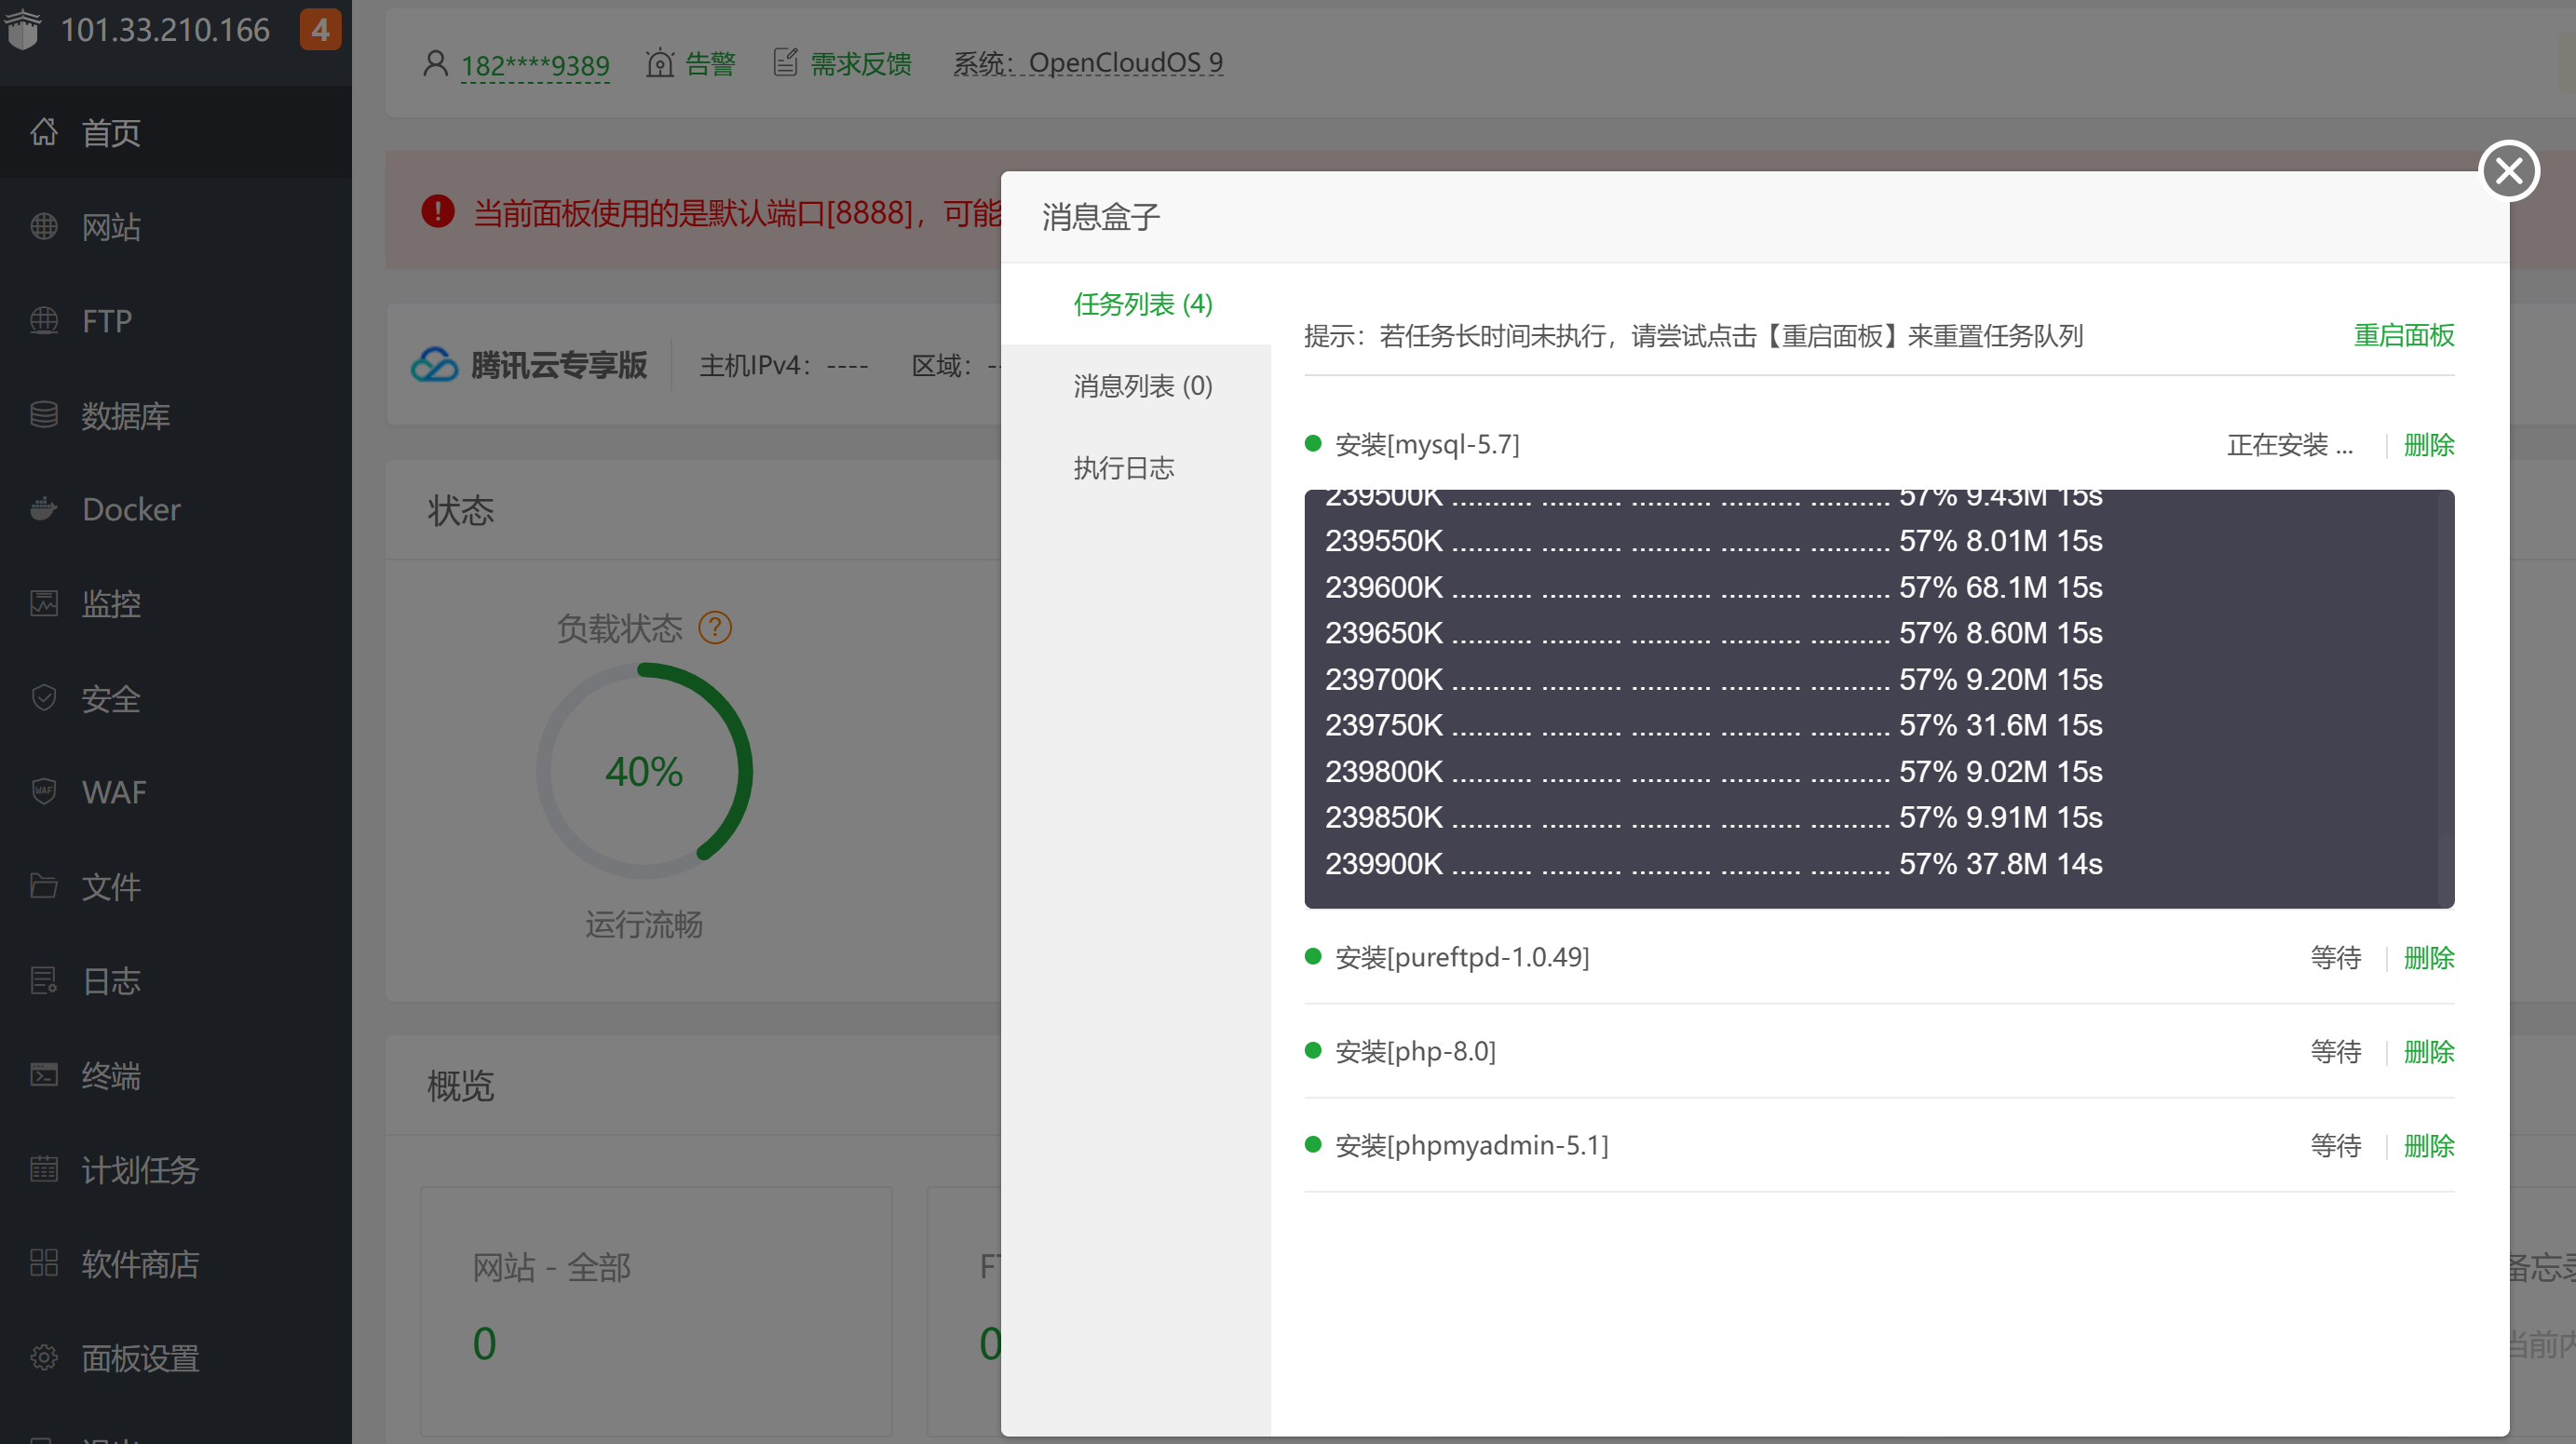 101.33.210.166 4
首页
网站
FTP
数据库
Docker
监控
安全
WAF
文件
日志
终端
计划任务
软件商店
面板设置
182****9389 告警 需求反馈 系统：OpenCloudOS 9
当前面板使用的是默认端口[8888]，可能
腾讯云专享版 主机IPv4：---- 区域：--
状态
负载状态 ?
40%
运行流畅
概览
网站 - 全部
0
0
消息盒子
任务列表 (4)
消息列表 (0)
执行日志
提示：若任务长时间未执行，请尝试点击【重启面板】来重置任务队列 重启面板
安装[mysql-5.7] 正在安装 ... 删除
239500K .......... .......... .......... .......... .......... 57% 9.43M 15s
239550K .......... .......... .......... .......... .......... 57% 8.01M 15s
239600K .......... .......... .......... .......... .......... 57% 68.1M 15s
239650K .......... .......... .......... .......... .......... 57% 8.60M 15s
239700K .......... .......... .......... .......... .......... 57% 9.20M 15s
239750K .......... .......... .......... .......... .......... 57% 31.6M 15s
239800K .......... .......... .......... .......... .......... 57% 9.02M 15s
239850K .......... .......... .......... .......... .......... 57% 9.91M 15s
239900K .......... .......... .......... .......... .......... 57% 37.8M 14s
安装[pureftpd-1.0.49] 等待 删除
安装[php-8.0] 等待 删除
安装[phpmyadmin-5.1] 等待 删除
备忘录
当前内